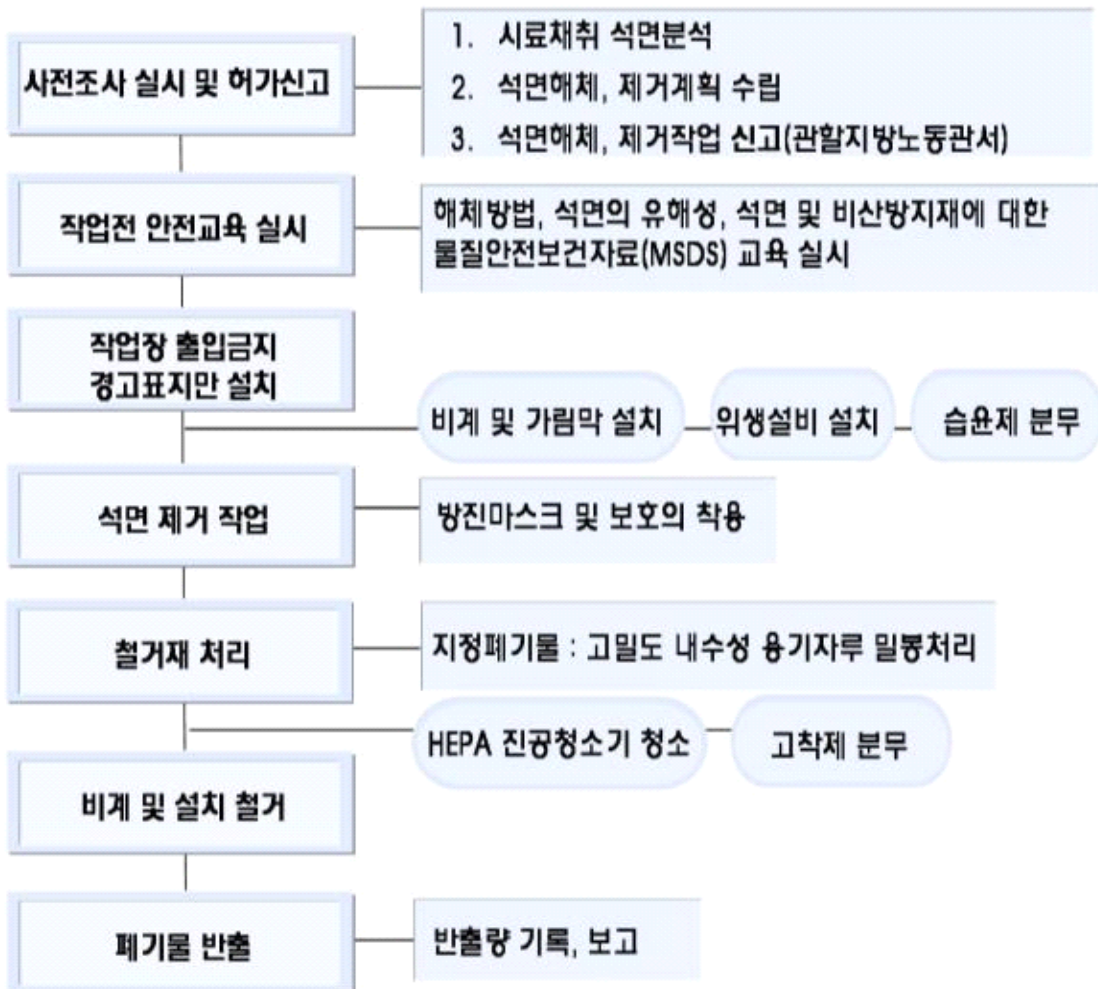 사전조사 실시 및 허가신고
1. 시료채취 석면분석
2. 석면해체, 제거계획 수립
3. 석면해체, 제거작업 신고(관할지방노동관서)
작업전 안전교육 실시
해체방법, 석면의 유해성, 석면 및 비산방지재에 대한
물질안전보건자료(MSDS) 교육 실시
작업장 출입금지
경고표지만 설치
비계 및 가림막 설치
위생설비 설치
습윤제 분무
석면 제거 작업
방진마스크 및 보호의 착용
철거재 처리
지정폐기물 : 고밀도 내수성 용기자루 밀봉처리
HEPA 진공청소기 청소
고착제 분무
비계 및 설치 철거
폐기물 반출
반출량 기록, 보고